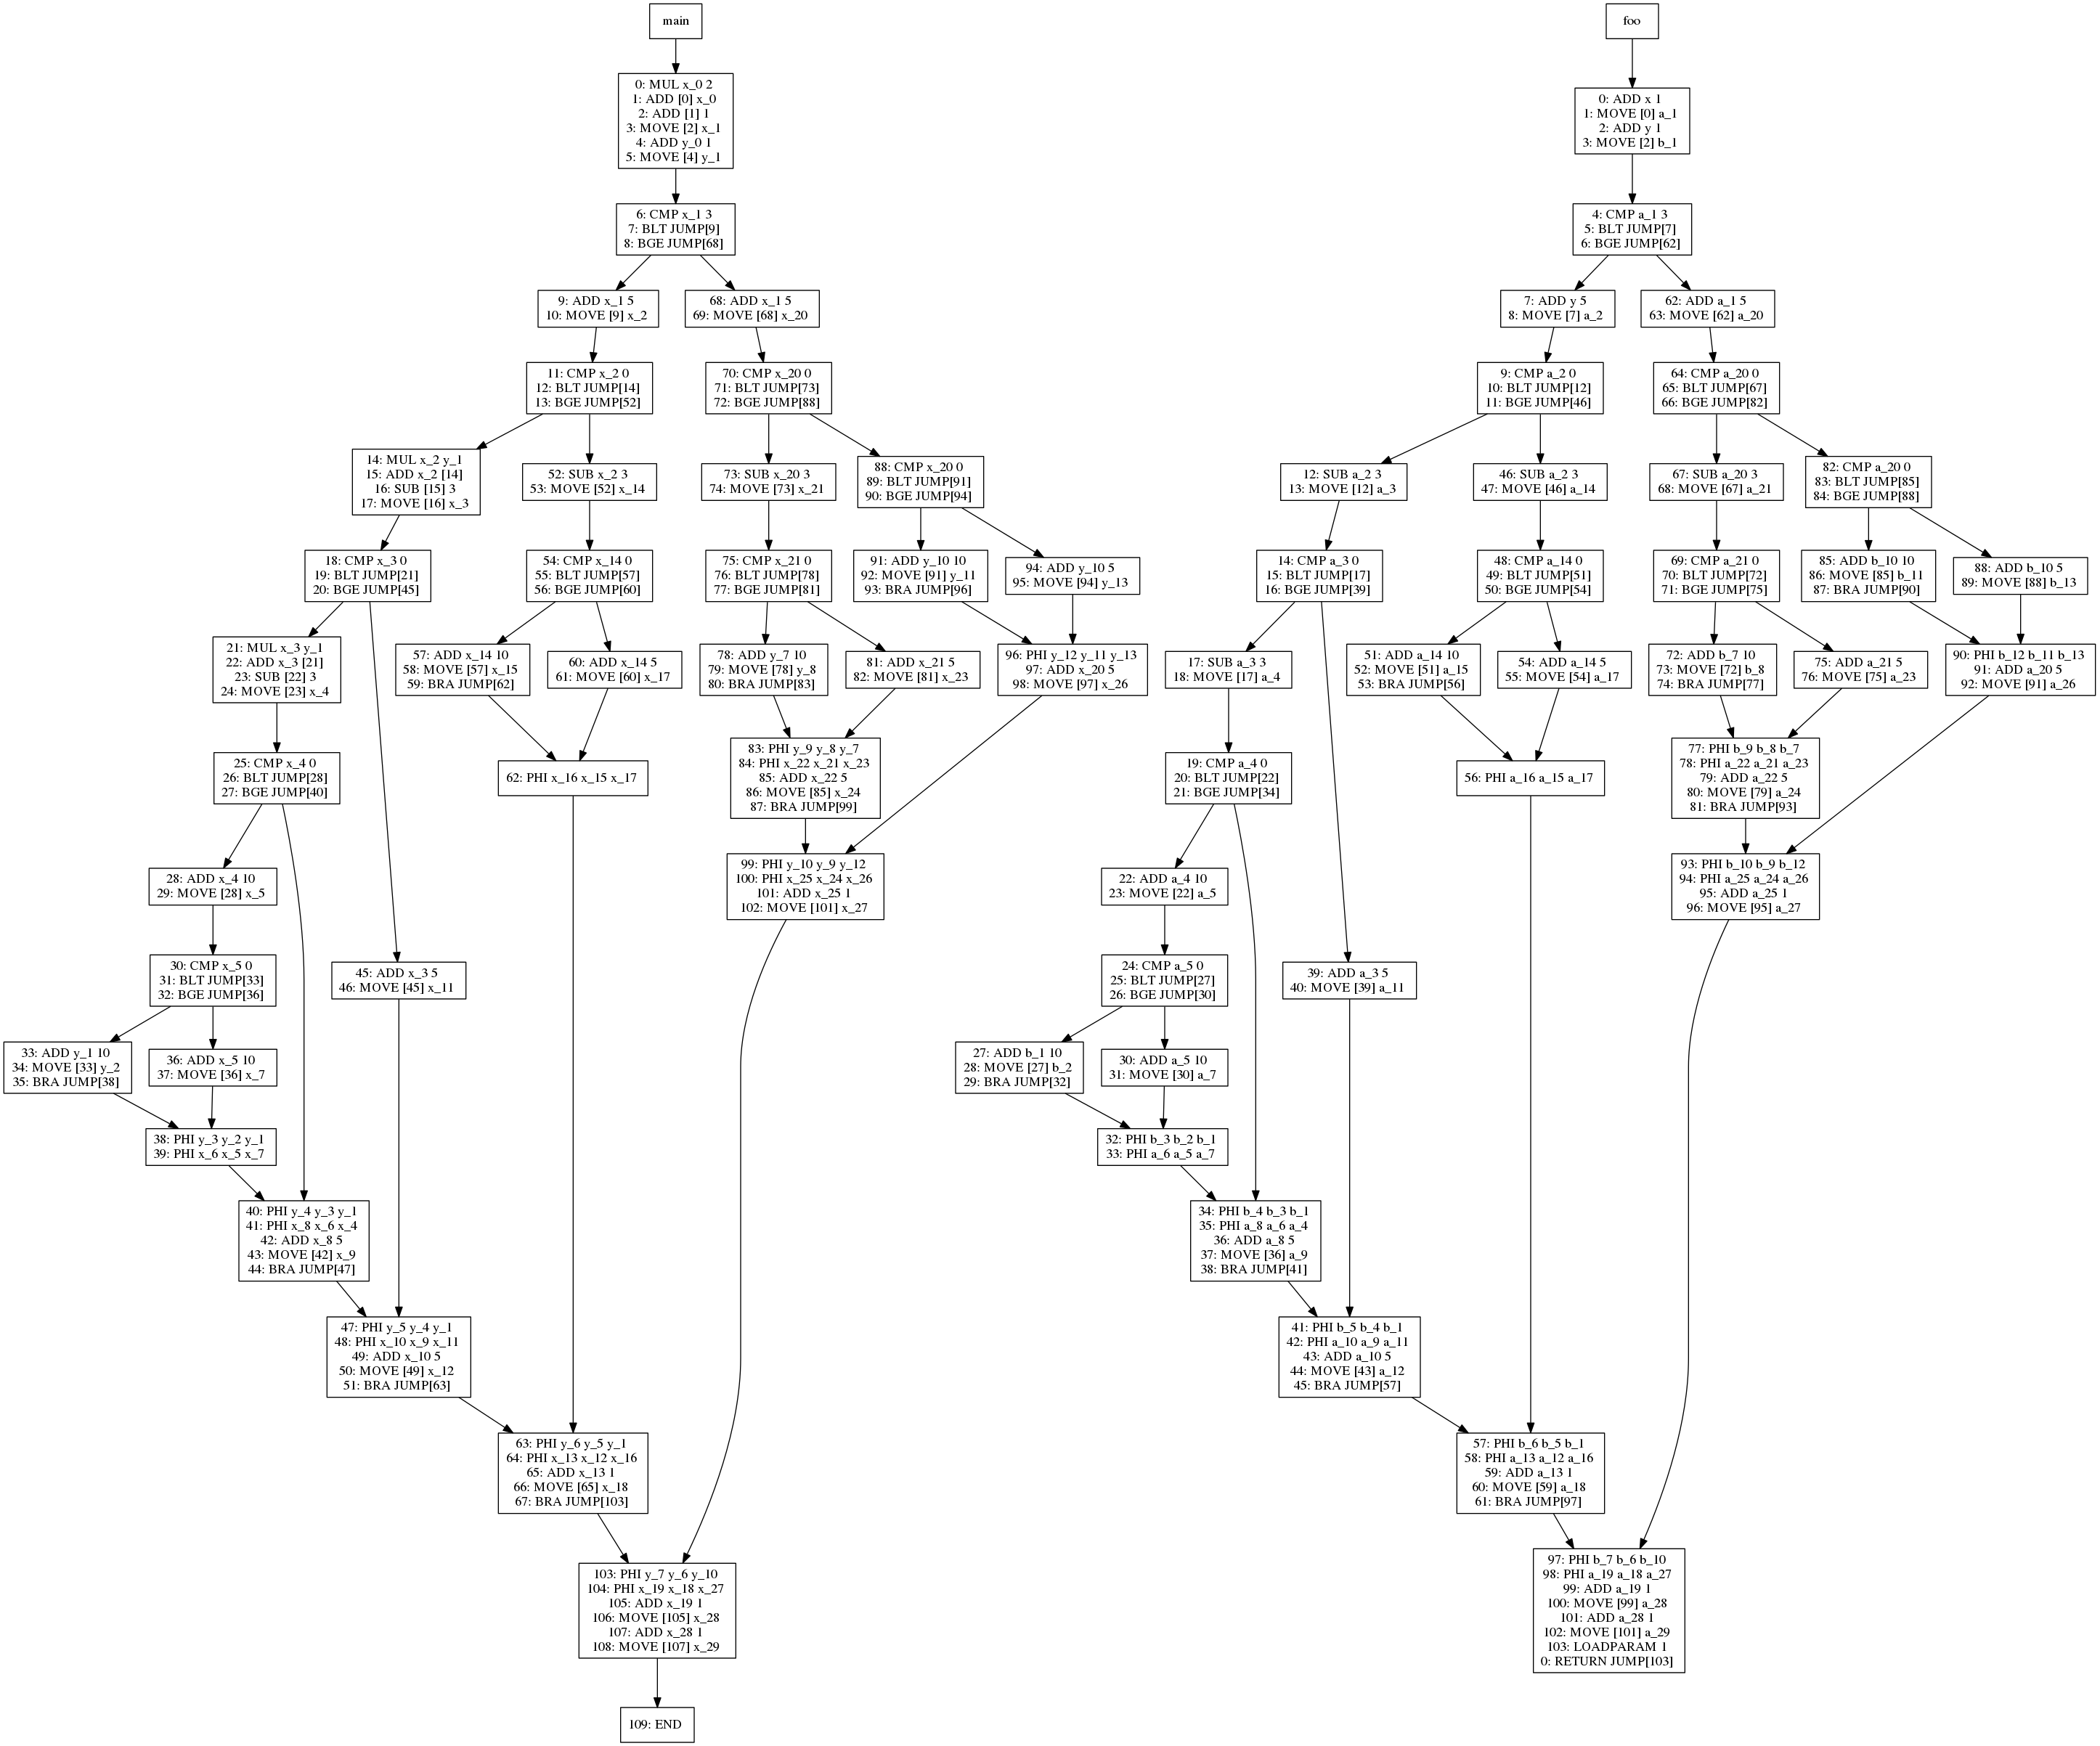 main
0: MUL x_0 2
1: ADD [0] x_0
2: ADD [1] 1
3: MOVE [2] x_1
4: ADD y_0 1
5: MOVE [4] y_1
6: CMP x_1 3
7: BLT JUMP[9]
8: BGE JUMP[68]
9: ADD x_1 5
10: MOVE [9] x_2
68: ADD x_1 5
69: MOVE [68] x_20
11: CMP x_2 0
12: BLT JUMP[14]
13: BGE JUMP[52]
70: CMP x_20 0
71: BLT JUMP[73]
72: BGE JUMP[88]
14: MUL x_2 y_1
15: ADD x_2 [14]
16: SUB [15] 3
17: MOVE [16] x_3
52: SUB x_2 3
53: MOVE [52] x_14
73: SUB x_20 3
74: MOVE [73] x_21
88: CMP x_20 0
89: BLT JUMP[91]
90: BGE JUMP[94]
18: CMP x_3 0
19: BLT JUMP[21]
20: BGE JUMP[45]
54: CMP x_14 0
55: BLT JUMP[57]
56: BGE JUMP[60]
75: CMP x_21 0
76: BLT JUMP[78]
77: BGE JUMP[81]
91: ADD y_10 10
92: MOVE [91] y_11
93: BRA JUMP[96]
94: ADD y_10 5
95: MOVE [94] y_13
21: MUL x_3 y_1
22: ADD x_3 [21]
23: SUB [22] 3
24: MOVE [23] x_4
57: ADD x_14 10
58: MOVE [57] x_15
59: BRA JUMP[62]
60: ADD x_14 5
61: MOVE [60] x_17
78: ADD y_7 10
79: MOVE [78] y_8
80: BRA JUMP[83]
81: ADD x_21 5
82: MOVE [81] x_23
96: PHI y_12 y_11 y_13
97: ADD x_20 5
98: MOVE [97] x_26
25: CMP x_4 0
26: BLT JUMP[28]
27: BGE JUMP[40]
62: PHI x_16 x_15 x_17
83: PHI y_9 y_8 y_7
84: PHI x_22 x_21 x_23
85: ADD x_22 5
86: MOVE [85] x_24
87: BRA JUMP[99]
28: ADD x_4 10
29: MOVE [28] x_5
99: PHI y_10 y_9 y_12
100: PHI x_25 x_24 x_26
101: ADD x_25 1
102: MOVE [101] x_27
30: CMP x_5 0
31: BLT JUMP[33]
32: BGE JUMP[36]
45: ADD x_3 5
46: MOVE [45] x_11
33: ADD y_1 10
34: MOVE [33] y_2
35: BRA JUMP[38]
36: ADD x_5 10
37: MOVE [36] x_7
38: PHI y_3 y_2 y_1
39: PHI x_6 x_5 x_7
40: PHI y_4 y_3 y_1
41: PHI x_8 x_6 x_4
42: ADD x_8 5
43: MOVE [42] x_9
44: BRA JUMP[47]
47: PHI y_5 y_4 y_1
48: PHI x_10 x_9 x_11
49: ADD x_10 5
50: MOVE [49] x_12
51: BRA JUMP[63]
63: PHI y_6 y_5 y_1
64: PHI x_13 x_12 x_16
65: ADD x_13 1
66: MOVE [65] x_18
67: BRA JUMP[103]
103: PHI y_7 y_6 y_10
104: PHI x_19 x_18 x_27
105: ADD x_19 1
106: MOVE [105] x_28
107: ADD x_28 1
108: MOVE [107] x_29
109: END
foo
0: ADD x 1
1: MOVE [0] a_1
2: ADD y 1
3: MOVE [2] b_1
4: CMP a_1 3
5: BLT JUMP[7]
6: BGE JUMP[62]
7: ADD y 5
8: MOVE [7] a_2
62: ADD a_1 5
63: MOVE [62] a_20
9: CMP a_2 0
10: BLT JUMP[12]
11: BGE JUMP[46]
64: CMP a_20 0
65: BLT JUMP[67]
66: BGE JUMP[82]
12: SUB a_2 3
13: MOVE [12] a_3
46: SUB a_2 3
47: MOVE [46] a_14
67: SUB a_20 3
68: MOVE [67] a_21
82: CMP a_20 0
83: BLT JUMP[85]
84: BGE JUMP[88]
14: CMP a_3 0
15: BLT JUMP[17]
16: BGE JUMP[39]
48: CMP a_14 0
49: BLT JUMP[51]
50: BGE JUMP[54]
69: CMP a_21 0
70: BLT JUMP[72]
71: BGE JUMP[75]
85: ADD b_10 10
86: MOVE [85] b_11
87: BRA JUMP[90]
88: ADD b_10 5
89: MOVE [88] b_13
17: SUB a_3 3
18: MOVE [17] a_4
51: ADD a_14 10
52: MOVE [51] a_15
53: BRA JUMP[56]
54: ADD a_14 5
55: MOVE [54] a_17
72: ADD b_7 10
73: MOVE [72] b_8
74: BRA JUMP[77]
75: ADD a_21 5
76: MOVE [75] a_23
90: PHI b_12 b_11 b_13
91: ADD a_20 5
92: MOVE [91] a_26
19: CMP a_4 0
20: BLT JUMP[22]
21: BGE JUMP[34]
56: PHI a_16 a_15 a_17
77: PHI b_9 b_8 b_7
78: PHI a_22 a_21 a_23
79: ADD a_22 5
80: MOVE [79] a_24
81: BRA JUMP[93]
22: ADD a_4 10
23: MOVE [22] a_5
93: PHI b_10 b_9 b_12
94: PHI a_25 a_24 a_26
95: ADD a_25 1
96: MOVE [95] a_27
24: CMP a_5 0
25: BLT JUMP[27]
26: BGE JUMP[30]
39: ADD a_3 5
40: MOVE [39] a_11
27: ADD b_1 10
28: MOVE [27] b_2
29: BRA JUMP[32]
30: ADD a_5 10
31: MOVE [30] a_7
32: PHI b_3 b_2 b_1
33: PHI a_6 a_5 a_7
34: PHI b_4 b_3 b_1
35: PHI a_8 a_6 a_4
36: ADD a_8 5
37: MOVE [36] a_9
38: BRA JUMP[41]
41: PHI b_5 b_4 b_1
42: PHI a_10 a_9 a_11
43: ADD a_10 5
44: MOVE [43] a_12
45: BRA JUMP[57]
57: PHI b_6 b_5 b_1
58: PHI a_13 a_12 a_16
59: ADD a_13 1
60: MOVE [59] a_18
61: BRA JUMP[97]
97: PHI b_7 b_6 b_10
98: PHI a_19 a_18 a_27
99: ADD a_19 1
100: MOVE [99] a_28
101: ADD a_28 1
102: MOVE [101] a_29
103: LOADPARAM 1
0: RETURN JUMP[103]